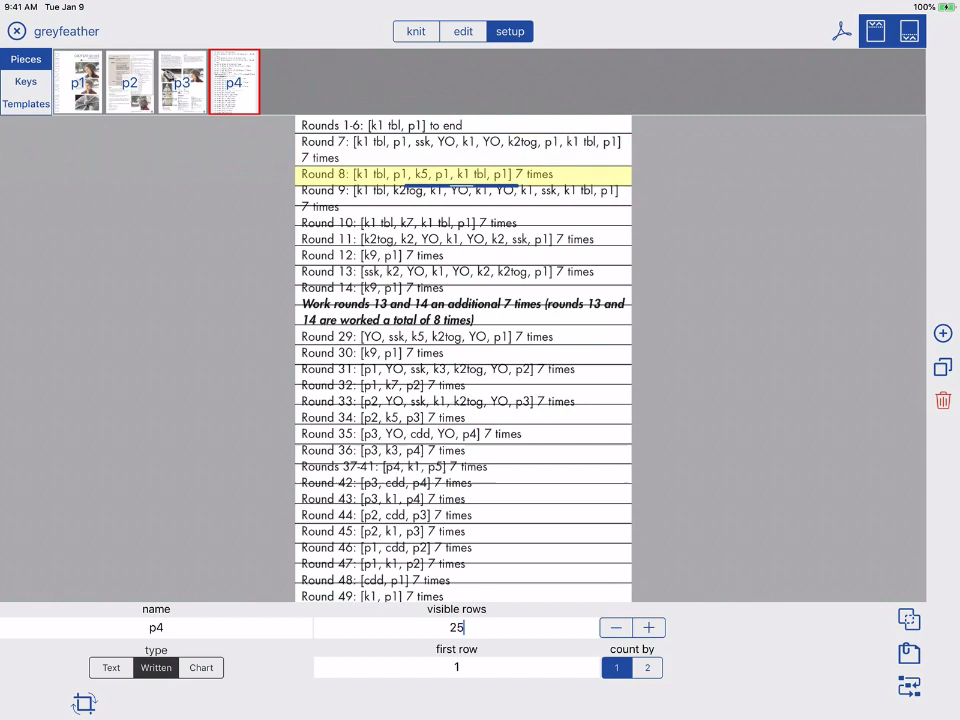 9:41 AM Tue Jan 9
100%
greyfeather
knit
edit
setup
Pieces
Keys
Templates
p1
p2
p3
p4
Rounds 1-6: [k1 tbl, p1] to end
Round 7: [k1 tbl, p1, ssk, YO, k1, YO, k2tog, p1, k1 tbl, p1]
7 times
Round 8: [k1 tbl, p1, k5, p1, k1 tbl, p1] 7 times
Round 9: [k1 tbl, k2tog, k1, YO, k1, YO, k1, ssk, k1 tbl, p1]
7 times
Round 10: [k1 tbl, k7, k1 tbl, p1] 7 times
Round 11: [k2tog, k2, YO, k1, YO, k2, ssk, p1] 7 times
Round 12: [k9, p1] 7 times
Round 13: [ssk, k2, YO, k1, YO, k2, k2tog, p1] 7 times
Round 14: [k9, p1] 7 times
Work rounds 13 and 14 an additional 7 times (rounds 13 and
14 are worked a total of 8 times)
Round 29: [YO, ssk, k5, k2tog, YO, p1] 7 times
Round 30: [k9, p1] 7 times
Round 31: [p1, YO, ssk, k3, k2tog, YO, p2] 7 times
Round 32: [p1, k7, p2] 7 times
Round 33: [p2, YO, ssk, k1, k2tog, YO, p3] 7 times
Round 34: [p2, k5, p3] 7 times
Round 35: [p3, YO, cdd, YO, p4] 7 times
Round 36: [p3, k3, p4] 7 times
Rounds 37-41: [p4, k1, p5] 7 times
Round 42: [p3, cdd, p4] 7 times
Round 43: [p3, k1, p4] 7 times
Round 44: [p2, cdd, p3] 7 times
Round 45: [p2, k1, p3] 7 times
Round 46: [p1, cdd, p2] 7 times
Round 47: [p1, k1, p2] 7 times
Round 48: [cdd, p1] 7 times
Round 49: [k1, p1] 7 times
name
visible rows
p4
25
type
first row
count by
Text
Written
Chart
1
1
2